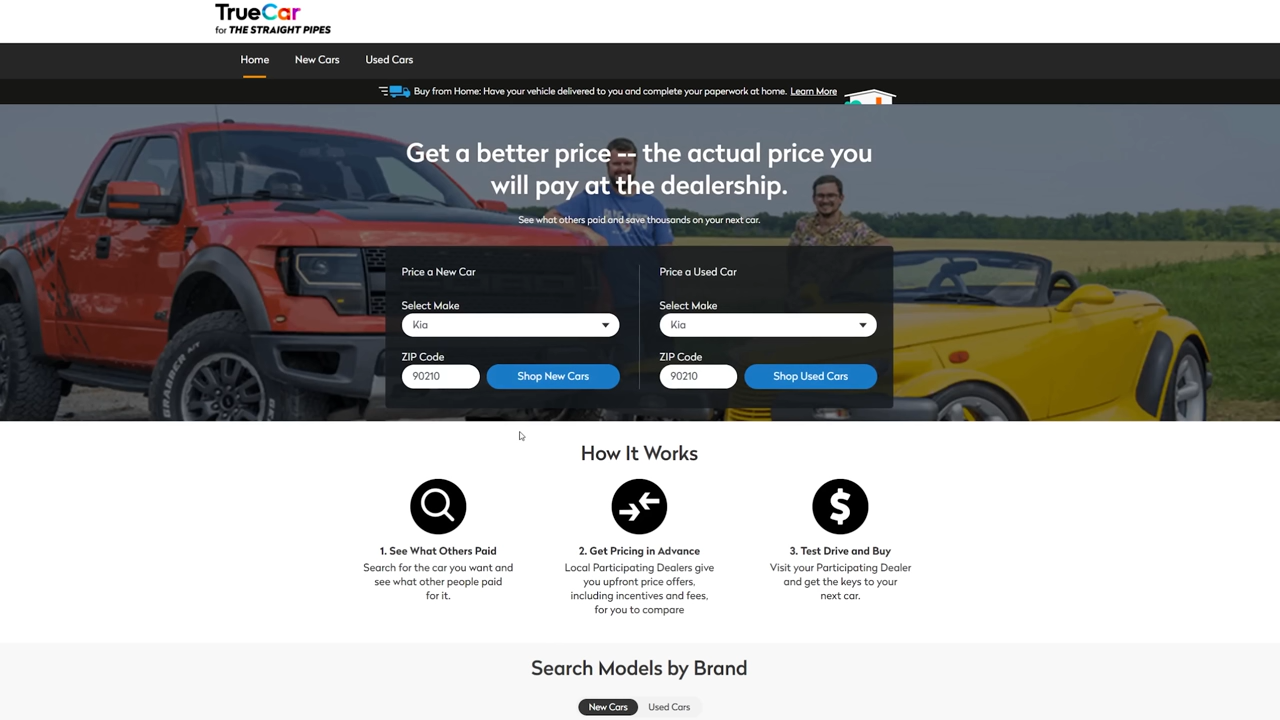 TrueCar
for THE STRAIGHT PIPES
Home
New Cars
Used Cars
Buy from Home: Have your vehicle delivered to you and complete your paperwork at home. Learn More
Get a better price -- the actual price you
will pay at the dealership.
See what others paid and save thousands on your next car.
Price a New Car
Select Make
Kia
ZIP Code
90210
Shop New Cars
Price a Used Car
Select Make
Kia
ZIP Code
90210
Shop Used Cars
How It Works
1. See What Others Paid
Search for the car you want and
see what other people paid
for it.
2. Get Pricing in Advance
Local Participating Dealers give
you upfront price offers,
including incentives and fees,
for you to compare
3. Test Drive and Buy
Visit your Participating Dealer
and get the keys to your
next car.
Search Models by Brand
New Cars
Used Cars